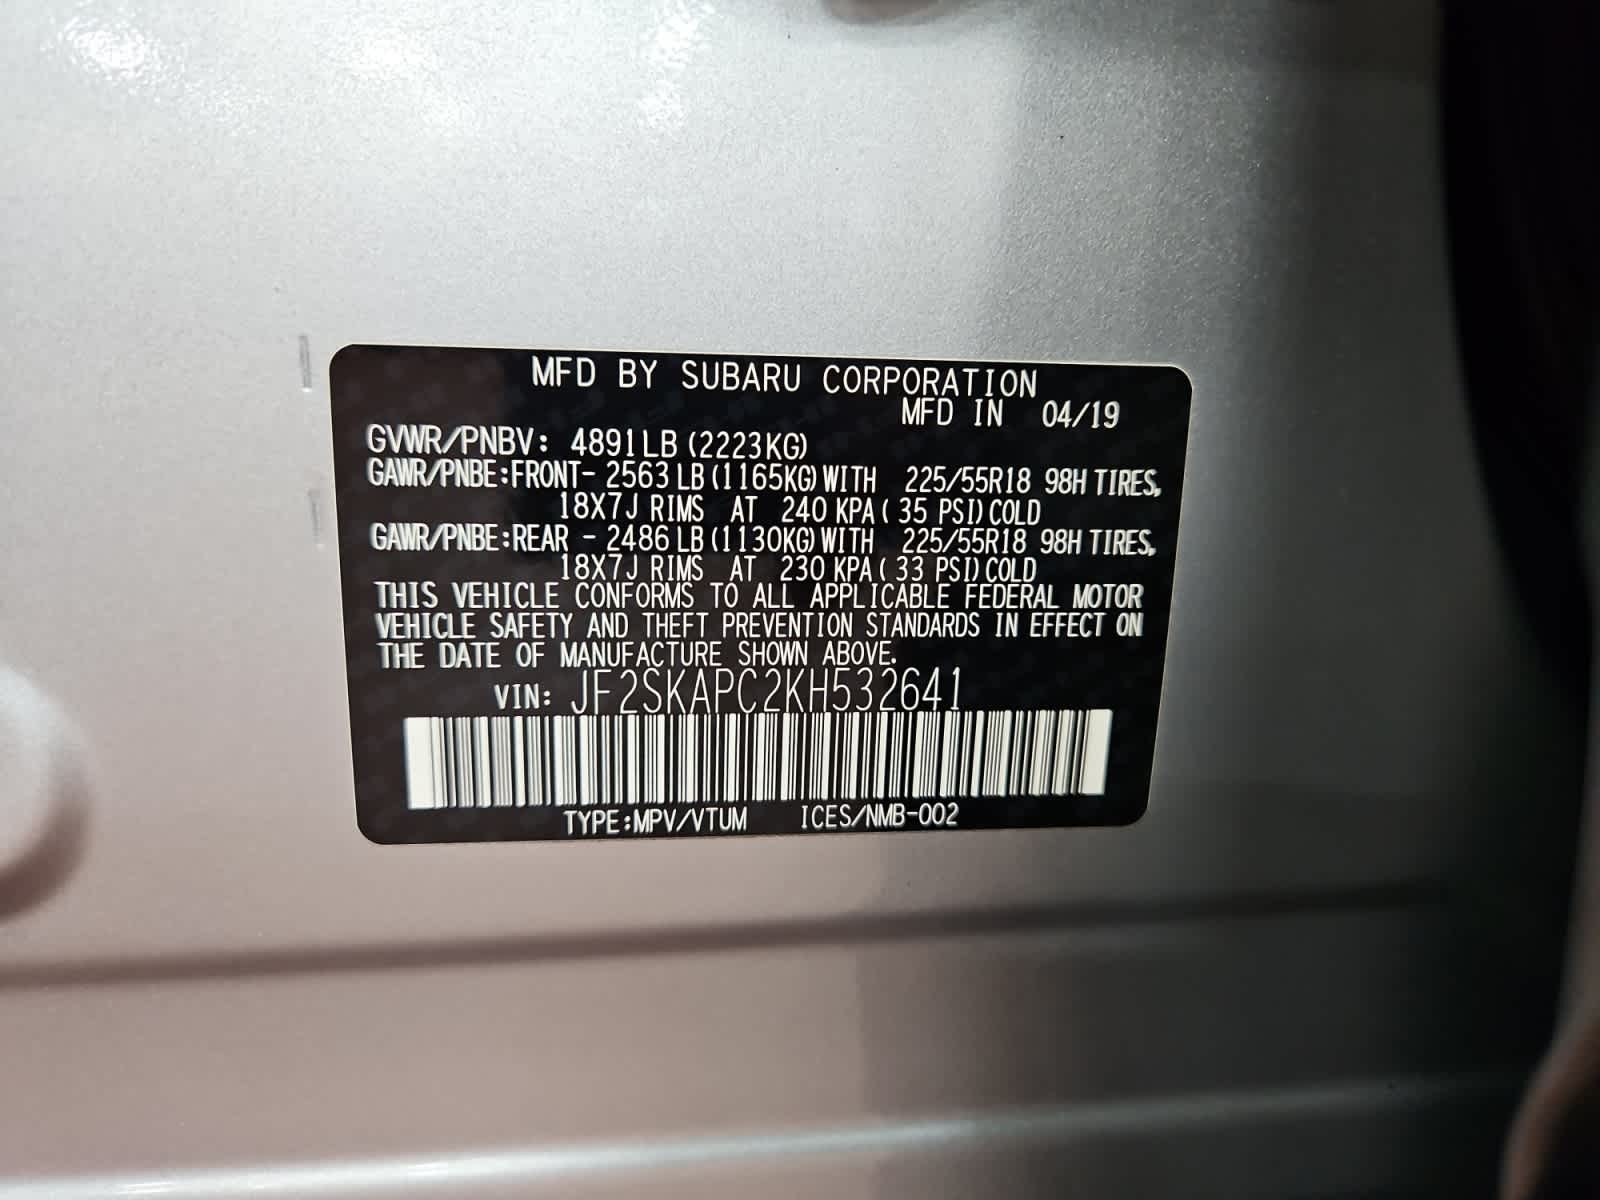 MFD BY SUBARU CORPORATION
MFD IN 04/19
GVWR/PNBV: 4891LB (2223KG)
GAWR/PNBE:FRONT- 2563 LB (1165KG) WITH 225/55R18 98H TIRES,
18X7J RIMS AT 240 KPA ( 35 PSI) COLD
GAWR/PNBE:REAR - 2486 LB (1130KG) WITH 225/55R18 98H TIRES,
18X7J RIMS AT 230 KPA ( 33 PSI) COLD
THIS VEHICLE CONFORMS TO ALL APPLICABLE FEDERAL MOTOR
VEHICLE SAFETY AND THEFT PREVENTION STANDARDS IN EFFECT ON
THE DATE OF MANUFACTURE SHOWN ABOVE.
VIN: JF2SKAPC2KH532641
TYPE:MPV/VTUM ICES/NMB-002